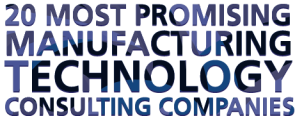 20 MOST PROMISING
MANUFACTURING
TECHNOLOGY
CONSULTING COMPANIES